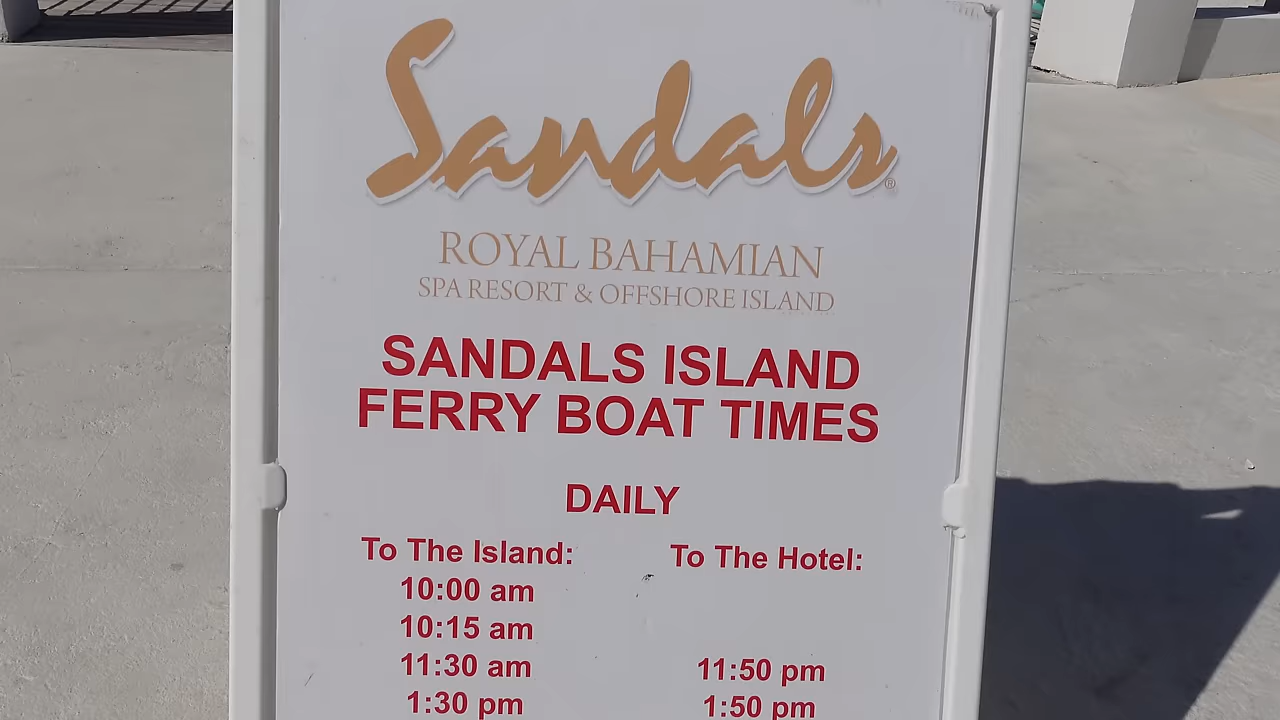 Sandals®
ROYAL BAHAMIAN
SPA RESORT & OFFSHORE ISLAND
SANDALS ISLAND
FERRY BOAT TIMES
DAILY
To The Island: To The Hotel:
10:00 am
10:15 am
11:30 am 11:50 pm
1:30 pm 1:50 pm